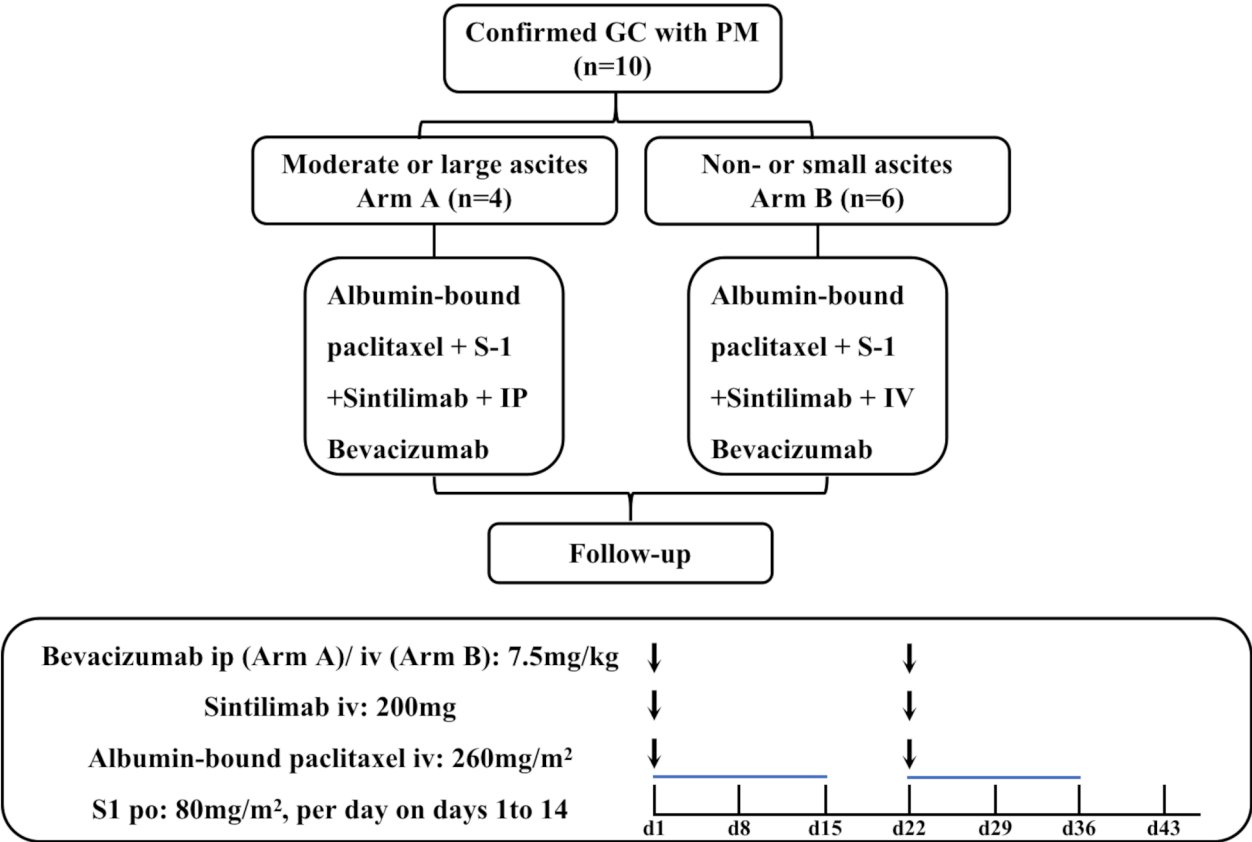 Confirmed GC with PM
(n=10)
Moderate or large ascites
Arm A (n=4)
Non- or small ascites
Arm B (n=6)
Albumin-bound
paclitaxel + S-1
+Sintilimab + IP
Bevacizumab
Albumin-bound
paclitaxel + S-1
+Sintilimab + IV
Bevacizumab
Follow-up
Bevacizumab ip (Arm A)/ iv (Arm B): 7.5mg/kg
Sintilimab iv: 200mg
Albumin-bound paclitaxel iv: 260mg/m²
S1 po: 80mg/m², per day on days 1to 14
d1 d8 d15 d22 d29 d36 d43